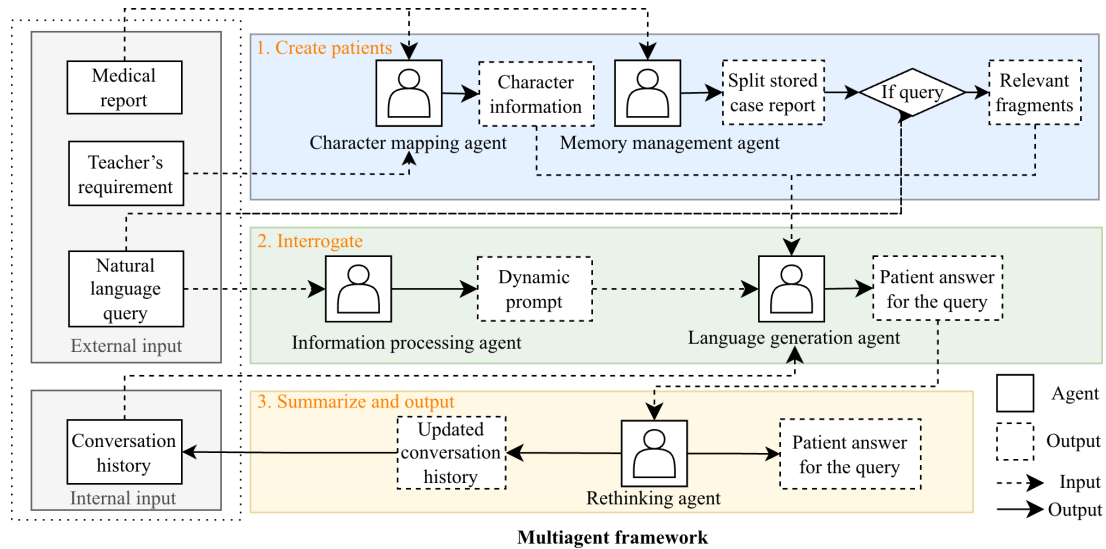 1. Create patients
Medical
report
Character
information
Split stored
case report
If query
Relevant
fragments
Character mapping agent
Memory management agent
Teacher's
requirement
2. Interrogate
Natural
language
query
Dynamic
prompt
Patient answer
for the query
External input
Information processing agent
Language generation agent
3. Summarize and output
Conversation
history
Updated
conversation
history
Patient answer
for the query
Internal input
Rethinking agent
Agent
Output
Input
Output
Multiagent framework